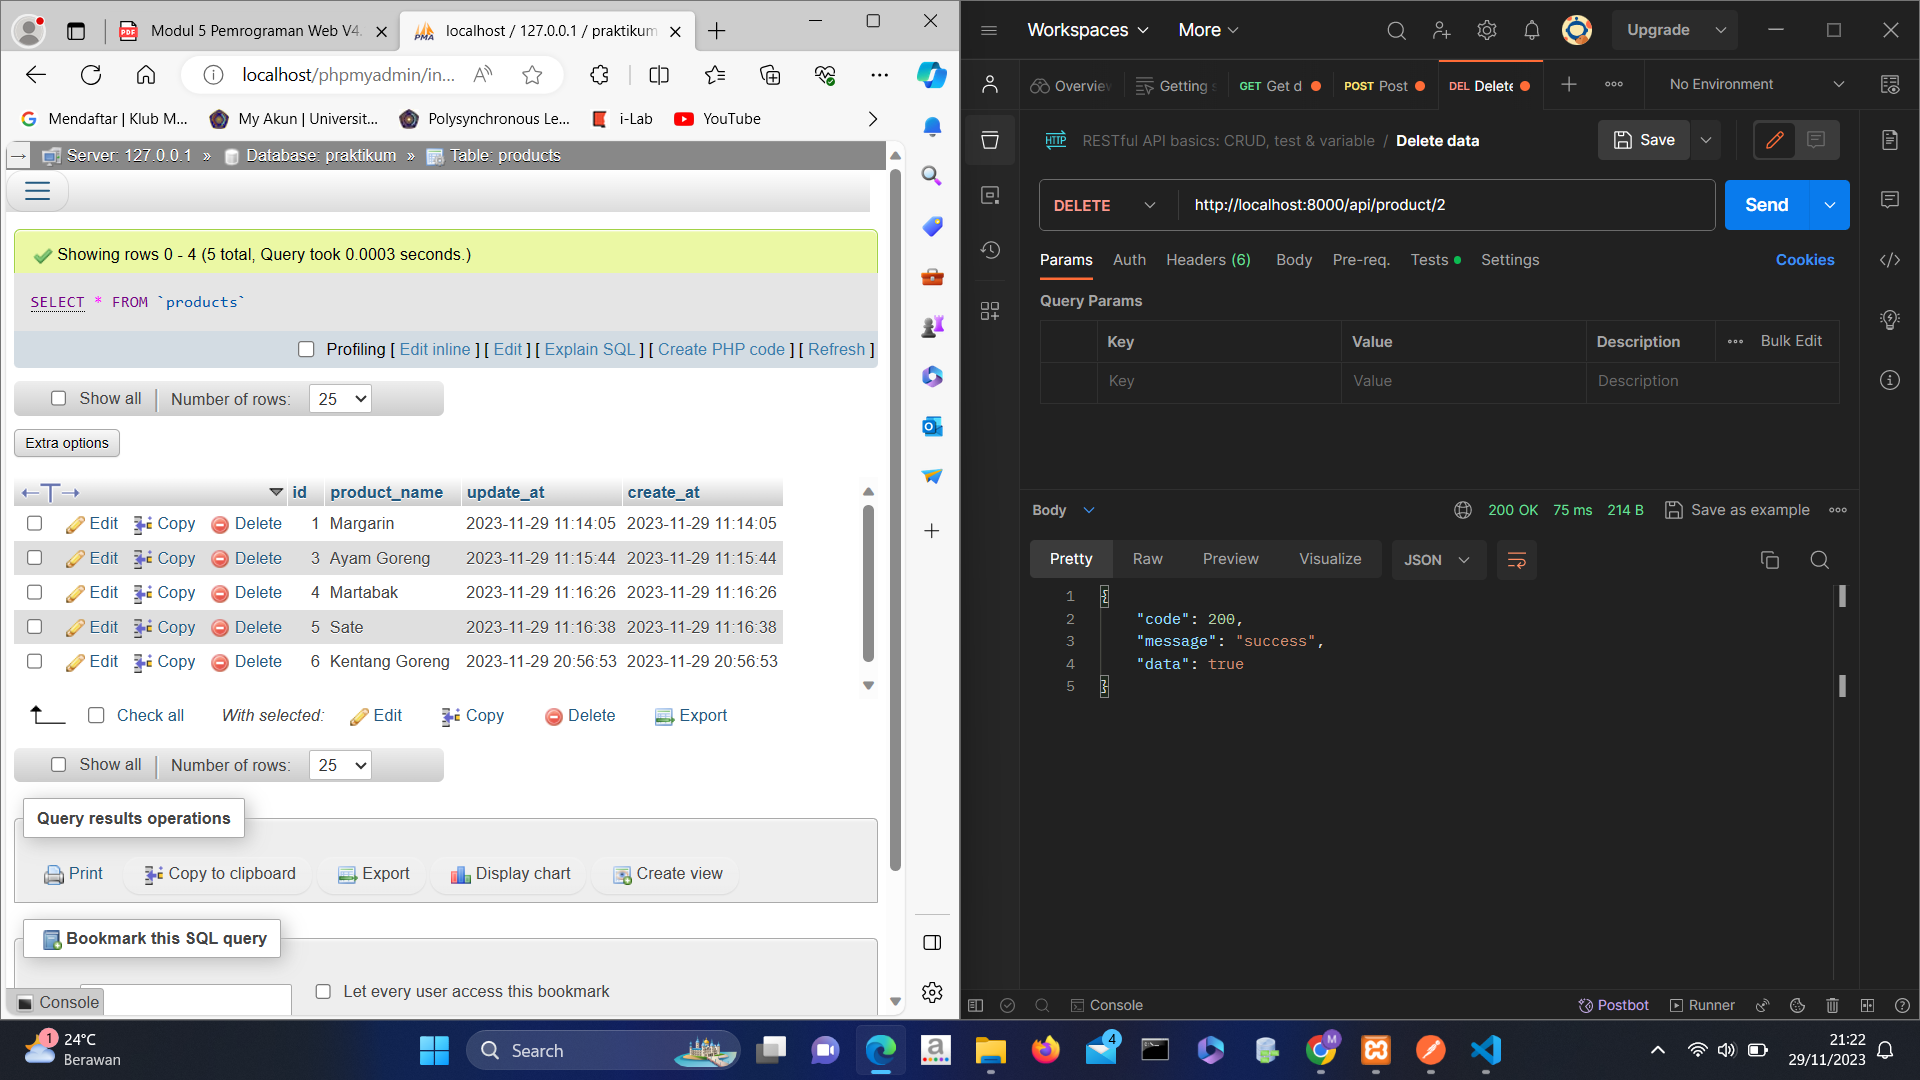 Modul 5 Pemrograman Web V4.
localhost / 127.0.0.1 / praktikum
localhost/phpmyadmin/in...
Mendaftar | Klub M...
My Akun | Universit...
Polysynchronous Le...
i-Lab
YouTube
Server: 127.0.0.1 » Database: praktikum » Table: products
Showing rows 0 - 4 (5 total, Query took 0.0003 seconds.)
SELECT * FROM `products`
Profiling [ Edit inline ] [ Edit ] [ Explain SQL ] [ Create PHP code ] [ Refresh ]
Show all Number of rows: 25
Extra options
←T→ id product_name update_at create_at
Edit Copy Delete 1 Margarin 2023-11-29 11:14:05 2023-11-29 11:14:05
Edit Copy Delete 3 Ayam Goreng 2023-11-29 11:15:44 2023-11-29 11:15:44
Edit Copy Delete 4 Martabak 2023-11-29 11:16:26 2023-11-29 11:16:26
Edit Copy Delete 5 Sate 2023-11-29 11:16:38 2023-11-29 11:16:38
Edit Copy Delete 6 Kentang Goreng 2023-11-29 20:56:53 2023-11-29 20:56:53
Check all With selected: Edit Copy Delete Export
Show all Number of rows: 25
Query results operations
Print Copy to clipboard Export Display chart Create view
Bookmark this SQL query
Let every user access this bookmark
Console
Workspaces More Upgrade
Overview Getting GET Get d POST Post DEL Delete No Environment
HTTP RESTful API basics: CRUD, test & variable / Delete data Save
DELETE http://localhost:8000/api/product/2 Send
Params Auth Headers (6) Body Pre-req. Tests Settings Cookies
Query Params
Key Value Description Bulk Edit
Key Value Description
Body 200 OK 75 ms 214 B Save as example
Pretty Raw Preview Visualize JSON
1 {
2 "code": 200,
3 "message": "success",
4 "data": true
5 }
Console Postbot Runner
1 24°C
Berawan
Search
4
M
21:22
29/11/2023